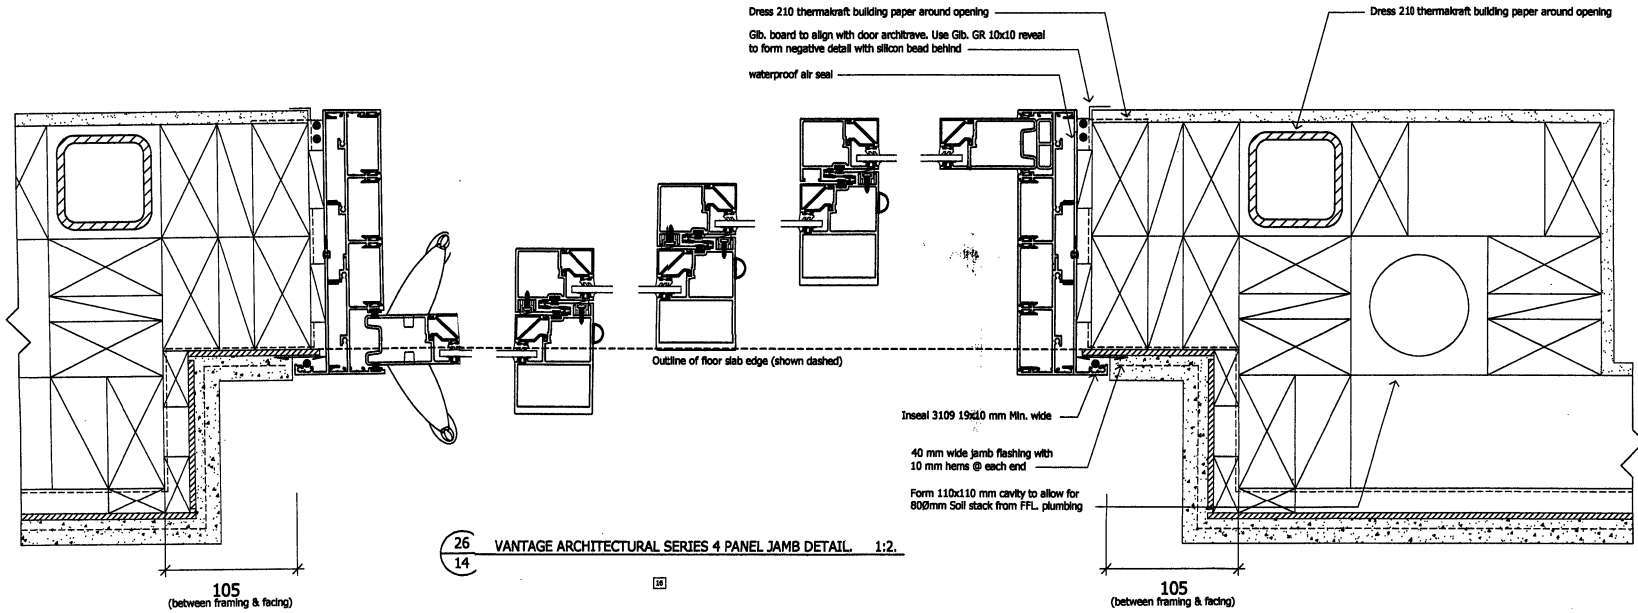 Dress 210 thermakraft building paper around opening
Dress 210 thermakraft building paper around opening
Gib. board to align with door architrave. Use Gib. GR 10x10 reveal
to form negative detail with silicon bead behind
waterproof air seal
Outline of floor slab edge (shown dashed)
Inseal 3109 19x10 mm Min. wide
40 mm wide jamb flashing with
10 mm hems @ each end
Form 110x110 mm cavity to allow for
80Ømm Soil stack from FFL. plumbing
26
14
VANTAGE ARCHITECTURAL SERIES 4 PANEL JAMB DETAIL. 1:2.
105
(between framing & facing)
105
(between framing & facing)